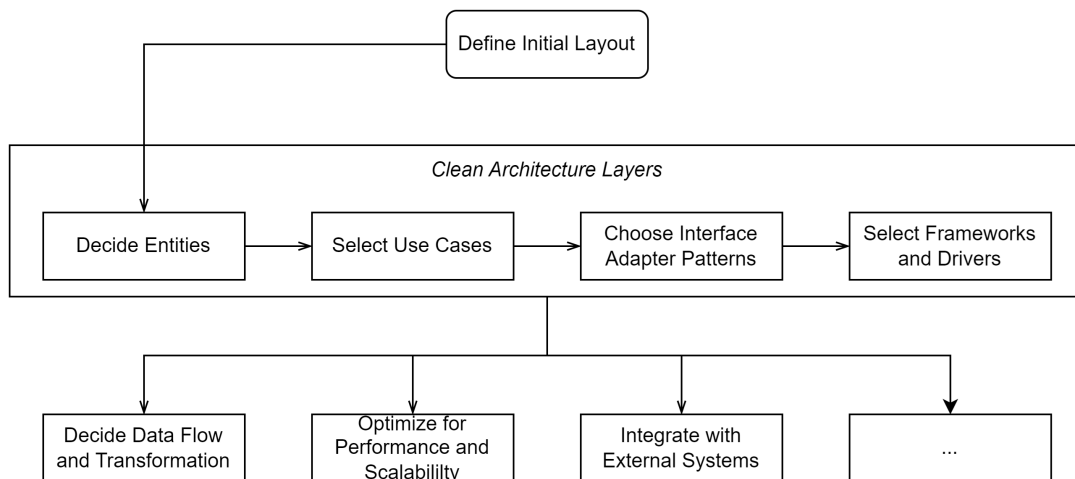 Define Initial Layout
Clean Architecture Layers
Decide Entities
Select Use Cases
Choose Interface
Adapter Patterns
Select Frameworks
and Drivers
Decide Data Flow
and Transformation
Optimize for
Performance and
Scalabililty
Integrate with
External Systems
...